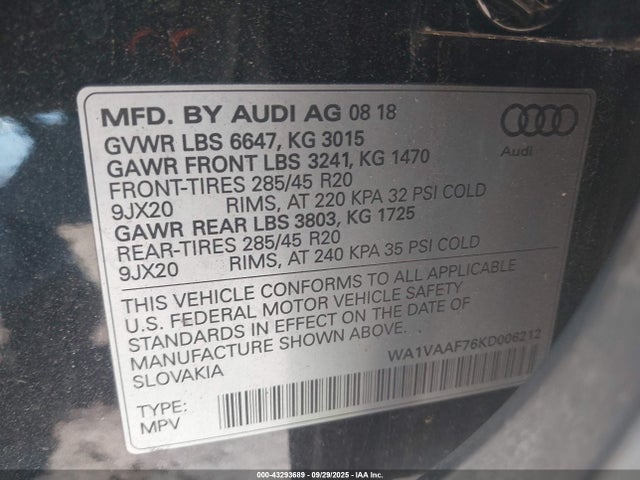 MFD. BY AUDI AG 08 18
GVWR LBS 6647, KG 3015
GAWR FRONT LBS 3241, KG 1470
FRONT-TIRES 285/45 R20
9JX20 RIMS, AT 220 KPA 32 PSI COLD
GAWR REAR LBS 3803, KG 1725
REAR-TIRES 285/45 R20
9JX20 RIMS, AT 240 KPA 35 PSI COLD
Audi
THIS VEHICLE CONFORMS TO ALL APPLICABLE
U.S. FEDERAL MOTOR VEHICLE SAFETY
STANDARDS IN EFFECT ON THE DATE OF
MANUFACTURE SHOWN ABOVE.
SLOVAKIA
WA1VAAF76KD006212
TYPE:
MPV
000-43293689 - 09/29/2025 - IAA Inc.